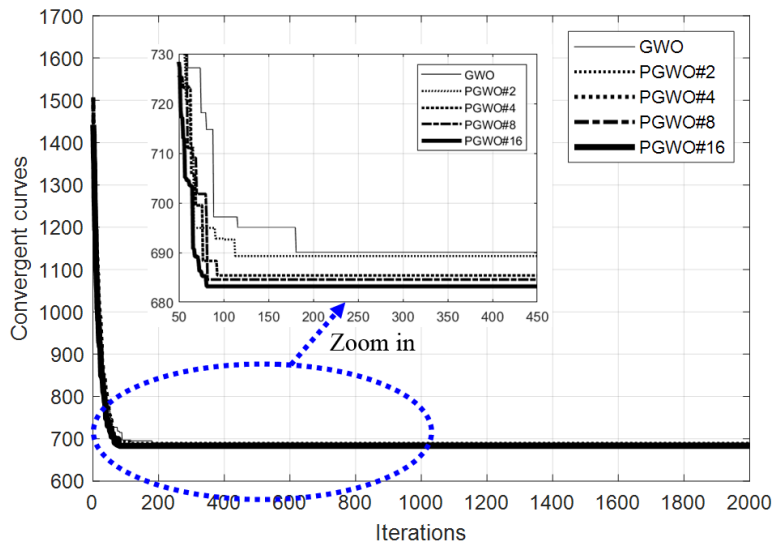 1700
1600
1500
1400
1300
1200
1100
1000
900
800
700
600
Convergent curves
0 200 400 600 800 1000 1200 1400 1600 1800 2000
Iterations
GWO
PGWO#2
PGWO#4
PGWO#8
PGWO#16
730
720
710
700
690
680
50 100 150 200 250 300 350 400 450
GWO
PGWO#2
PGWO#4
PGWO#8
PGWO#16
Zoom in